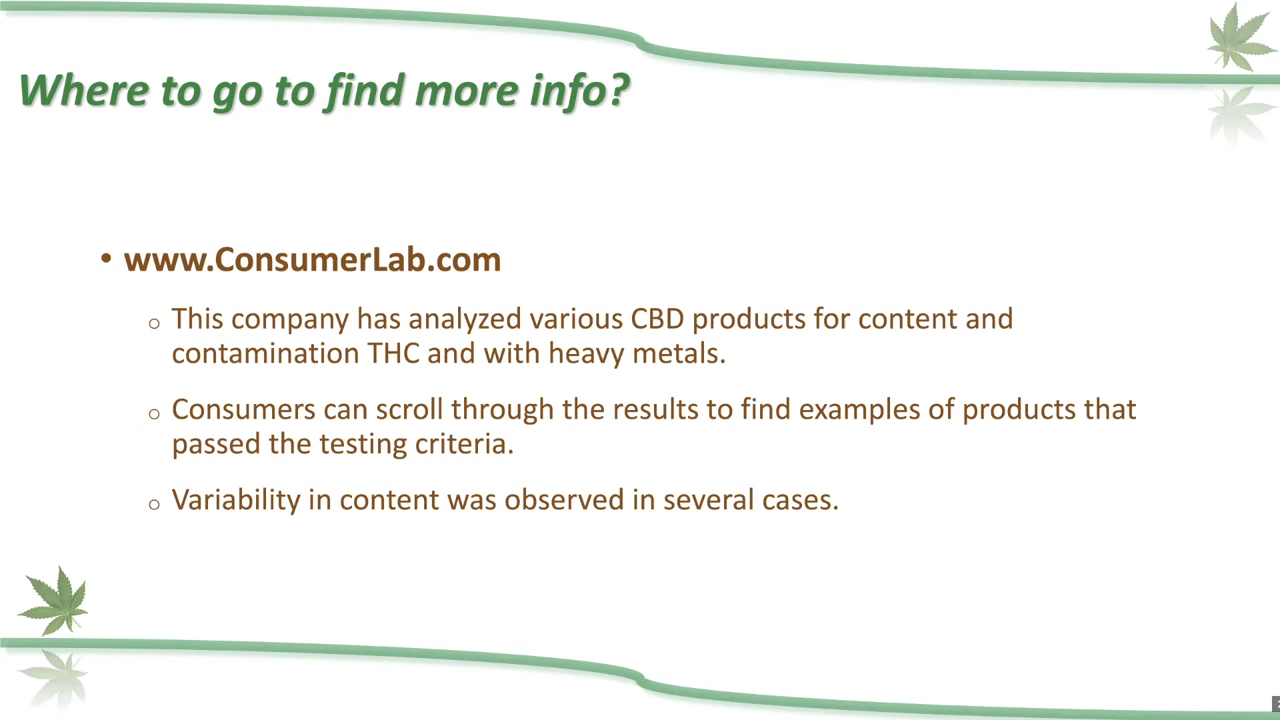 Where to go to find more info?
• www.ConsumerLab.com
o This company has analyzed various CBD products for content and
contamination THC and with heavy metals.
o Consumers can scroll through the results to find examples of products that
passed the testing criteria.
o Variability in content was observed in several cases.